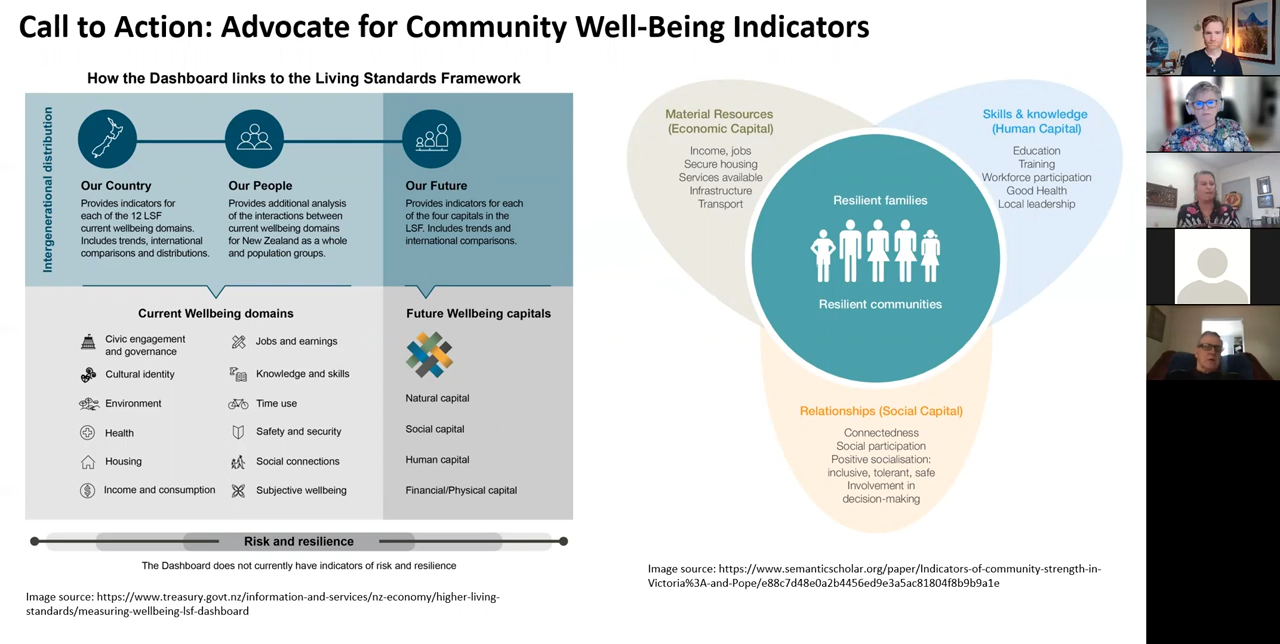 Call to Action: Advocate for Community Well-Being Indicators
How the Dashboard links to the Living Standards Framework
Intergenerational distribution
Our Country
Provides indicators for
each of the 12 LSF
current wellbeing domains.
Includes trends, international
comparisons and distributions.
Our People
Provides additional analysis
of the interactions between
current wellbeing domains
for New Zealand as a whole
and population groups.
Our Future
Provides indicators for each
of the four capitals in the
LSF. Includes trends and
international comparisons.
Current Wellbeing domains
Civic engagement
and governance
Cultural identity
Environment
Health
Housing
Income and consumption
Jobs and earnings
Knowledge and skills
Time use
Safety and security
Social connections
Subjective wellbeing
Future Wellbeing capitals
Natural capital
Social capital
Human capital
Financial/Physical capital
Risk and resilience
The Dashboard does not currently have indicators of risk and resilience
Image source: https://www.treasury.govt.nz/information-and-services/nz-economy/higher-living-
standards/measuring-wellbeing-lsf-dashboard
Material Resources
(Economic Capital)
Income, jobs
Secure housing
Services available
Infrastructure
Transport
Skills & knowledge
(Human Capital)
Education
Training
Workforce participation
Good Health
Local leadership
Resilient families
Resilient communities
Relationships (Social Capital)
Connectedness
Social participation
Positive socialisation:
inclusive, tolerant, safe
Involvement in
decision-making
Image source: https://www.semanticscholar.org/paper/Indicators-of-community-strength-in-
Victoria%3A-and-Pope/e88c7d48e0a2b4456ed9e3a5ac81804f8b9b9a1e